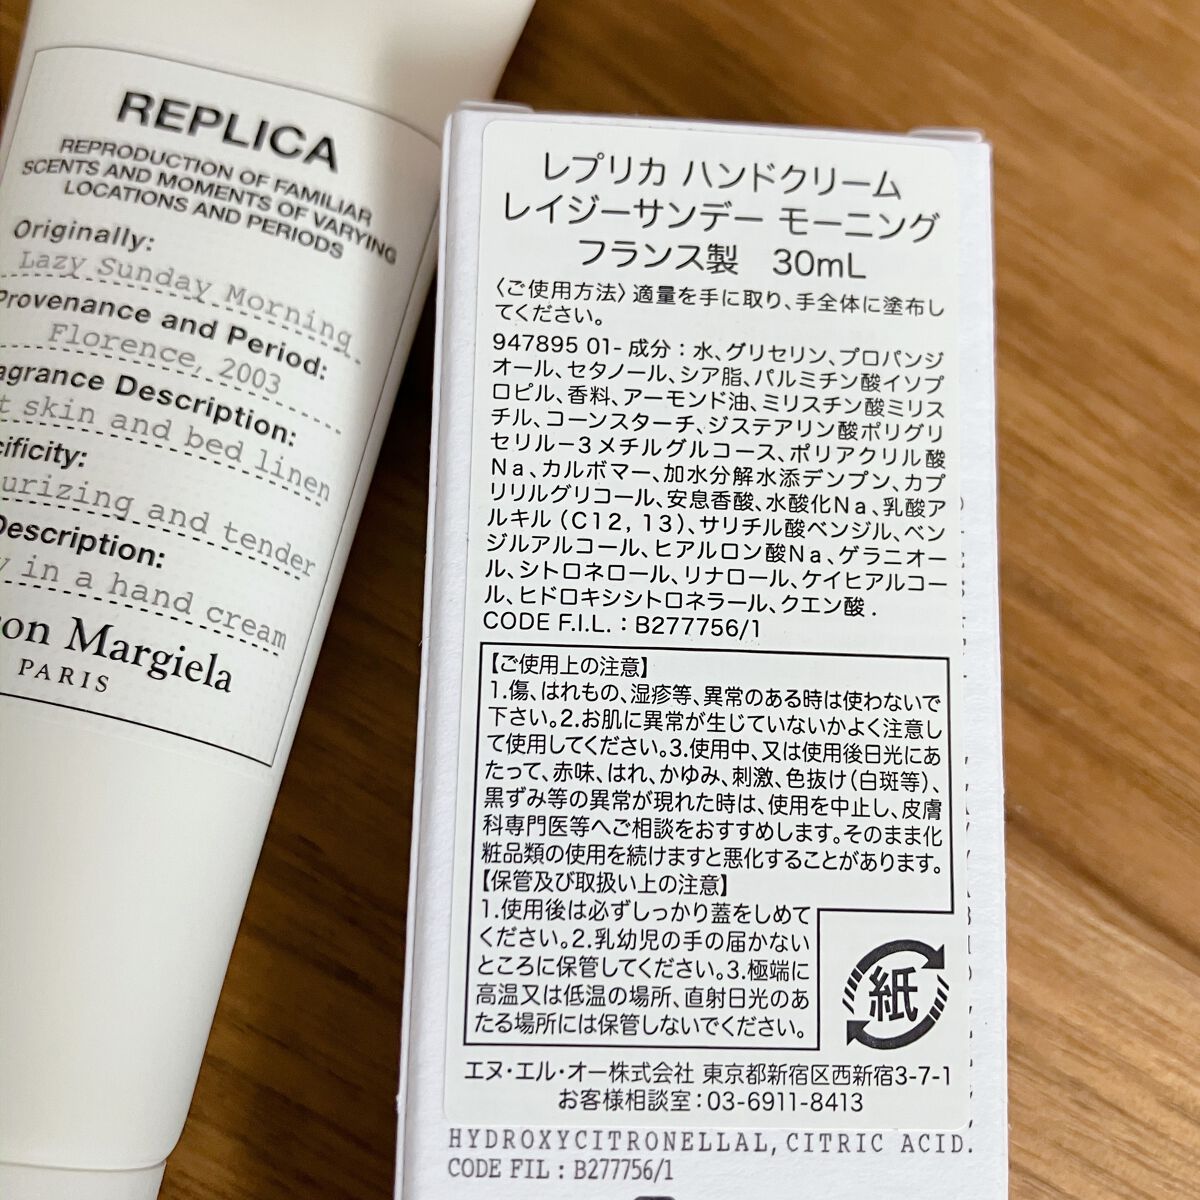 REPLICA
REPRODUCTION OF FAMILIAR
SCENTS AND MOMENTS OF VARYING
LOCATIONS AND PERIODS
Originally:
Lazy Sunday Morning
Provenance and Period:
Florence, 2003
Description:
skin and bed linen
and tender
Description:
in a hand cream
Margiela
PARIS
レプリカ ハンドクリーム
レイジーサンデー モーニング
フランス製 30mL
〈ご使用方法〉適量を手に取り、手全体に塗布し
てください。
947895 01- 成分：水、グリセリン、プロパンジ
オール、セタノール、シア脂、パルミチン酸イソプ
ロピル、香料、アーモンド油、ミリスチン酸ミリス
チル、コーンスターチ、ジステアリン酸ポリグリ
セリル－3メチルグルコース、ポリアクリル酸
Na、カルボマー、加水分解水添デンプン、カプ
リリルグリコール、安息香酸、水酸化Na、乳酸ア
ルキル（C12, 13）、サリチル酸ベンジル、ベン
ジルアルコール、ヒアルロン酸Na、ゲラニオー
ル、シトロネロール、リナロール、ケイヒアルコー
ル、ヒドロキシシトロネラール、クエン酸 .
CODE F.I.L. : B277756/1
【ご使用上の注意】
1.傷、はれもの、湿疹等、異常のある時は使わないで
下さい。2.お肌に異常が生じていないかよく注意し
て使用してください。3.使用中、又は使用後日光にあ
たって、赤味、はれ、かゆみ、刺激、色抜け（白斑等）、
黒ずみ等の異常が現れた時は、使用を中止し、皮膚
科専門医等へご相談をおすすめします。そのまま化
粧品類の使用を続けますと悪化することがあります。
【保管及び取扱い上の注意】
1.使用後は必ずしっかり蓋をしめて
ください。2.乳幼児の手の届かない
ところに保管してください。3.極端に
高温又は低温の場所、直射日光のあ
たる場所には保管しないでください。
紙
エヌ・エル・オー株式会社 東京都新宿区西新宿3-7-1
お客様相談室：03-6911-8413
HYDROXYCITRONELLAL, CITRIC ACID.
CODE FIL : B277756/1